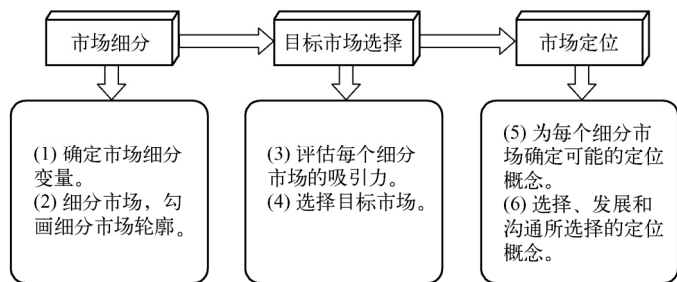 市场细分
目标市场选择
市场定位
(1) 确定市场细分
变量。
(2) 细分市场，勾
画细分市场轮廓。
(3) 评估每个细分
市场的吸引力。
(4) 选择目标市场。
(5) 为每个细分市
场确定可能的定位
概念。
(6) 选择、发展和
沟通所选择的定位
概念。